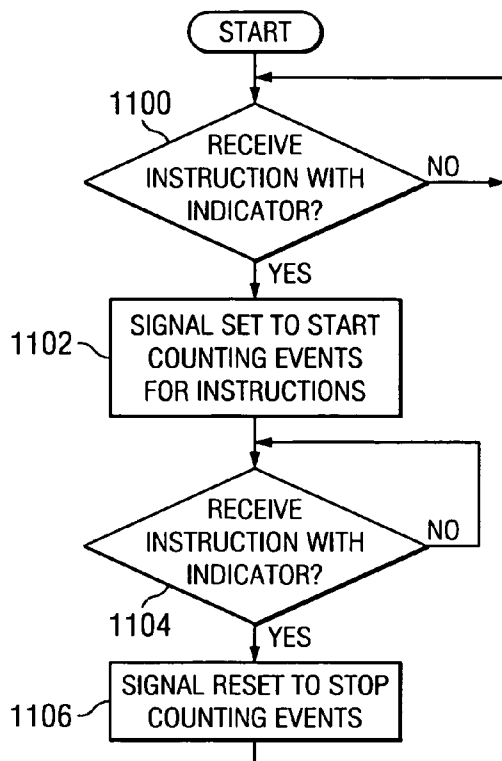 START
1100
RECEIVE
INSTRUCTION WITH
INDICATOR?
NO
YES
1102
SIGNAL SET TO START
COUNTING EVENTS
FOR INSTRUCTIONS
RECEIVE
INSTRUCTION WITH
INDICATOR?
NO
1104
YES
1106
SIGNAL RESET TO STOP
COUNTING EVENTS